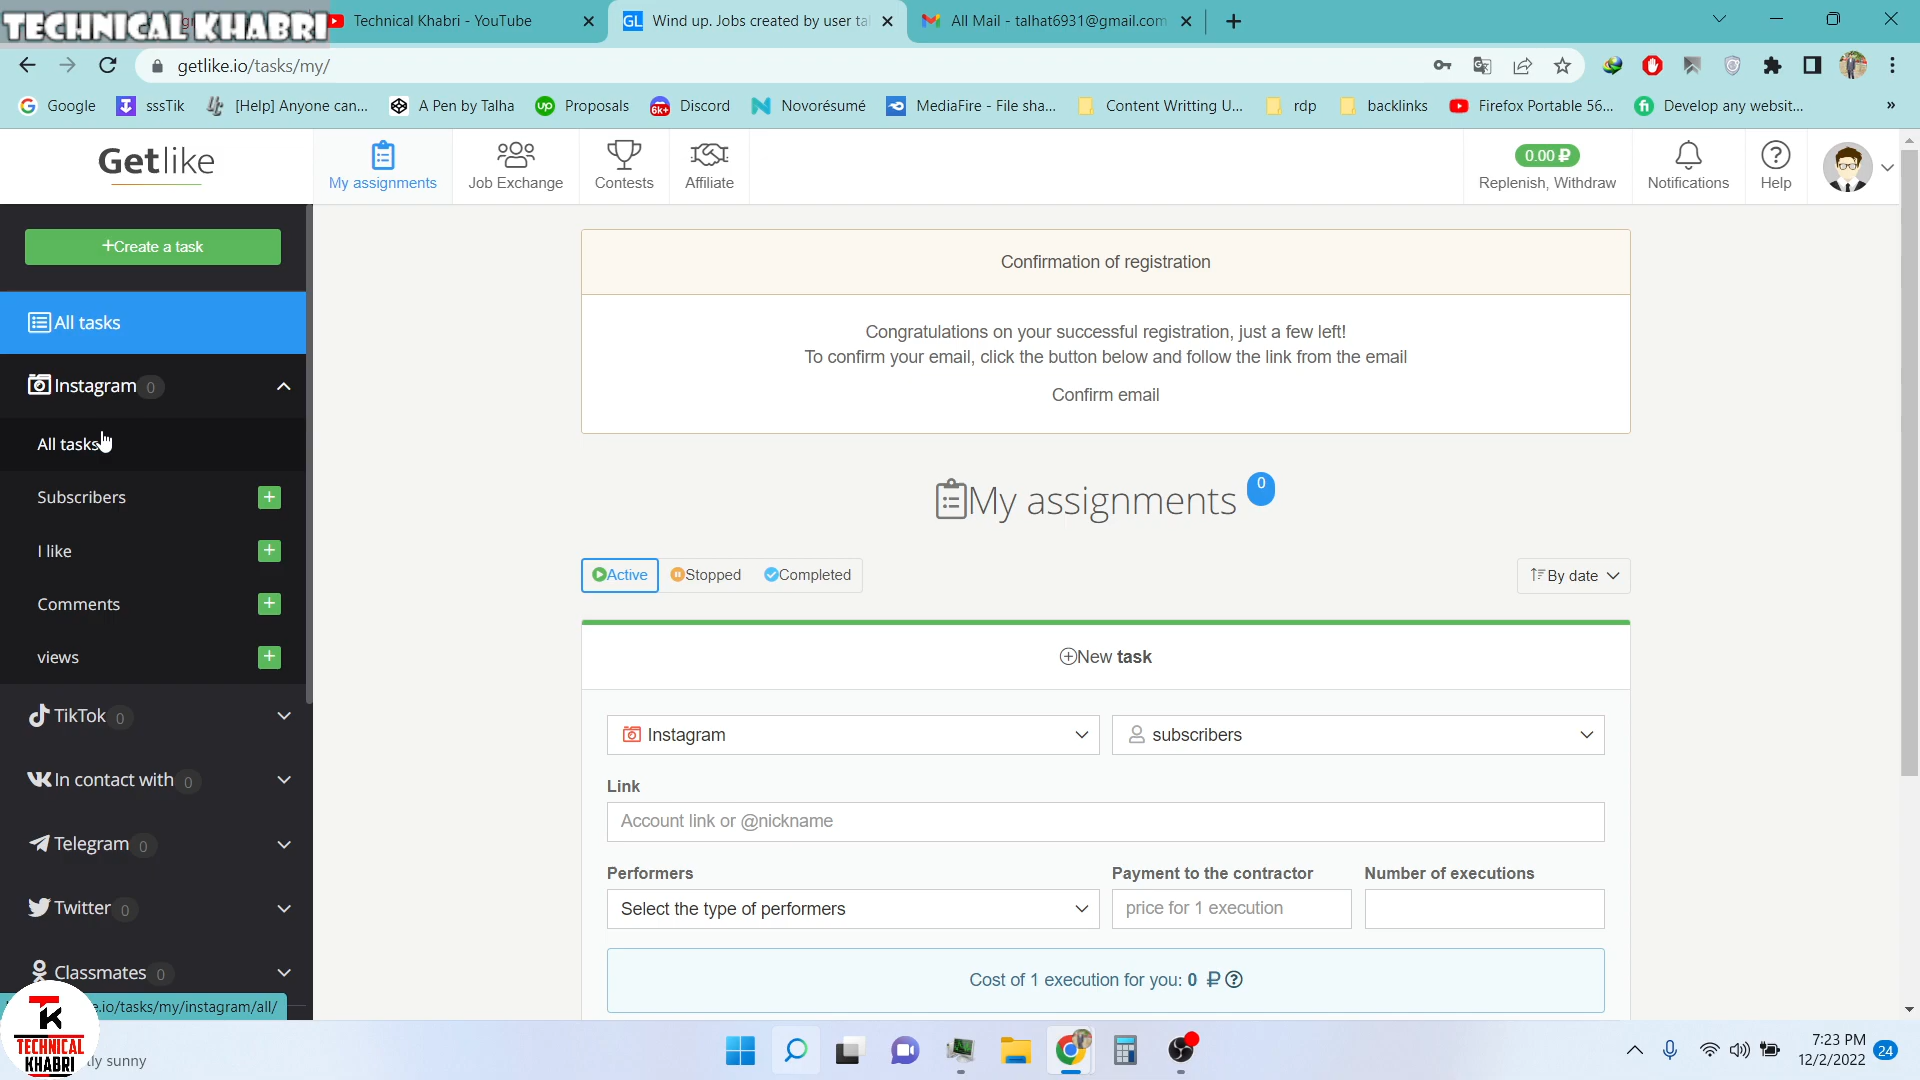 TECHNICAL KHABRI
Technical Khabri - YouTube
GL Wind up. Jobs created by user tal
All Mail - talhat6931@gmail.com
getlike.io/tasks/my/
Google
sssTik
[Help] Anyone can...
A Pen by Talha
Proposals
Discord
Novorésumé
MediaFire - File sha...
Content Writting U...
rdp
backlinks
Firefox Portable 56...
Develop any websit...
»
Getlike
My assignments
Job Exchange
Contests
Affiliate
0.00 ₽
Replenish, Withdraw
Notifications
Help
+Create a task
All tasks
Instagram 0
All tasks
Subscribers +
I like +
Comments +
views +
TikTok 0
In contact with 0
Telegram 0
Twitter 0
Classmates 0
Confirmation of registration
Congratulations on your successful registration, just a few left!
To confirm your email, click the button below and follow the link from the email
Confirm email
My assignments 0
Active
Stopped
Completed
By date
New task
Instagram
subscribers
Link
Account link or @nickname
Performers
Payment to the contractor
Number of executions
Select the type of performers
price for 1 execution
Cost of 1 execution for you: 0 ₽
e.io/tasks/my/instagram/all/
TECHNICAL
KHABRI
tly sunny
7:23 PM
12/2/2022
24